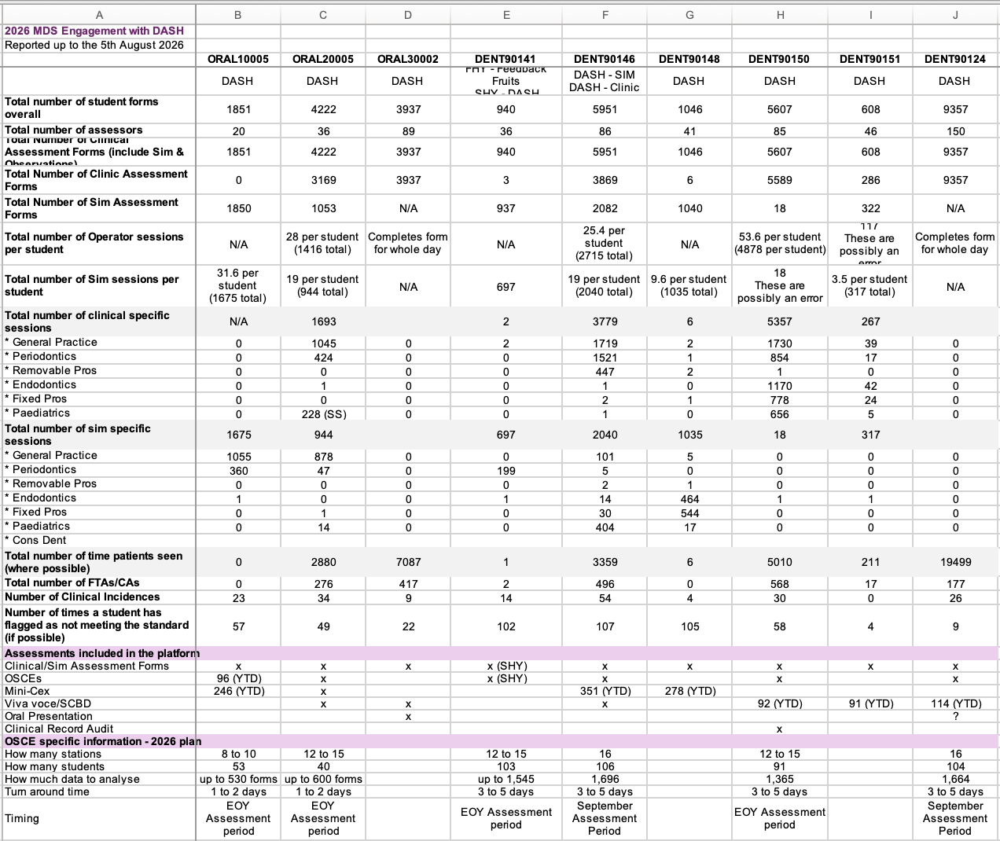 A B C D E F G H I J
2026 MDS Engagement with DASH
Reported up to the 5th August 2026
ORAL10005 ORAL20005 ORAL30002 DENT90141 DENT90146 DENT90148 DENT90150 DENT90151 DENT90124
DASH DASH DASH FHY - Feedback Fruits SHY - DASH DASH - SIM DASH - Clinic DASH DASH DASH DASH
Total number of student forms overall 1851 4222 3937 940 5951 1046 5607 608 9357
Total number of assessors 20 36 89 36 86 41 85 46 150
Total Number of Clinical Assessment Forms (include Sim & Observations) 1851 4222 3937 940 5951 1046 5607 608 9357
Total Number of Clinic Assessment Forms 0 3169 3937 3 3869 6 5589 286 9357
Total Number of Sim Assessment Forms 1850 1053 N/A 937 2082 1040 18 322 N/A
Total number of Operator sessions per student N/A 28 per student (1416 total) Completes form for whole day N/A 25.4 per student (2715 total) N/A 53.6 per student (4878 per student) 117 These are possibly an error Completes form for whole day
Total number of Sim sessions per student 31.6 per student (1675 total) 19 per student (944 total) N/A 697 19 per student (2040 total) 9.6 per student (1035 total) 18 These are possibly an error 3.5 per student (317 total) N/A
Total number of clinical specific sessions N/A 1693 2 3779 6 5357 267
* General Practice 0 1045 0 2 1719 2 1730 39 0
* Periodontics 0 424 0 0 1521 1 854 17 0
* Removable Pros 0 0 0 0 447 2 1 0 0
* Endodontics 0 1 0 0 1 0 1170 42 0
* Fixed Pros 0 0 0 0 2 1 778 24 0
* Paediatrics 0 228 (SS) 0 0 1 0 656 5 0
Total number of sim specific sessions 1675 944 697 2040 1035 18 317
* General Practice 1055 878 0 0 101 5 0 0 0
* Periodontics 360 47 0 199 5 0 0 0 0
* Removable Pros 0 0 0 0 2 1 0 0 0
* Endodontics 1 0 0 1 14 464 1 1 0
* Fixed Pros 0 1 0 0 30 544 0 0 0
* Paediatrics 0 14 0 0 404 17 0 0 0
* Cons Dent
Total number of time patients seen (where possible) 0 2880 7087 1 3359 6 5010 211 19499
Total number of FTAs/CAs 0 276 417 2 496 0 568 17 177
Number of Clinical Incidences 23 34 9 14 54 4 30 0 26
Number of times a student has flagged as not meeting the standard (if possible) 57 49 22 102 107 105 58 4 9
Assessments included in the platform
Clinical/Sim Assessment Forms x x x x (SHY) x x x x x
OSCEs 96 (YTD) x x (SHY) x x x
Mini-Cex 246 (YTD) x 351 (YTD) 278 (YTD)
Viva voce/SCBD x x x 92 (YTD) 91 (YTD) 114 (YTD)
Oral Presentation x ?
Clinical Record Audit x
OSCE specific information - 2026 plan
How many stations 8 to 10 12 to 15 12 to 15 16 12 to 15 16
How many students 53 40 103 106 91 104
How much data to analyse up to 530 forms up to 600 forms up to 1,545 1,696 1,365 1,664
Turn around time 1 to 2 days 1 to 2 days 3 to 5 days 3 to 5 days 3 to 5 days 3 to 5 days
Timing EOY Assessment period EOY Assessment period EOY Assessment period September Assessment Period EOY Assessment period September Assessment Period